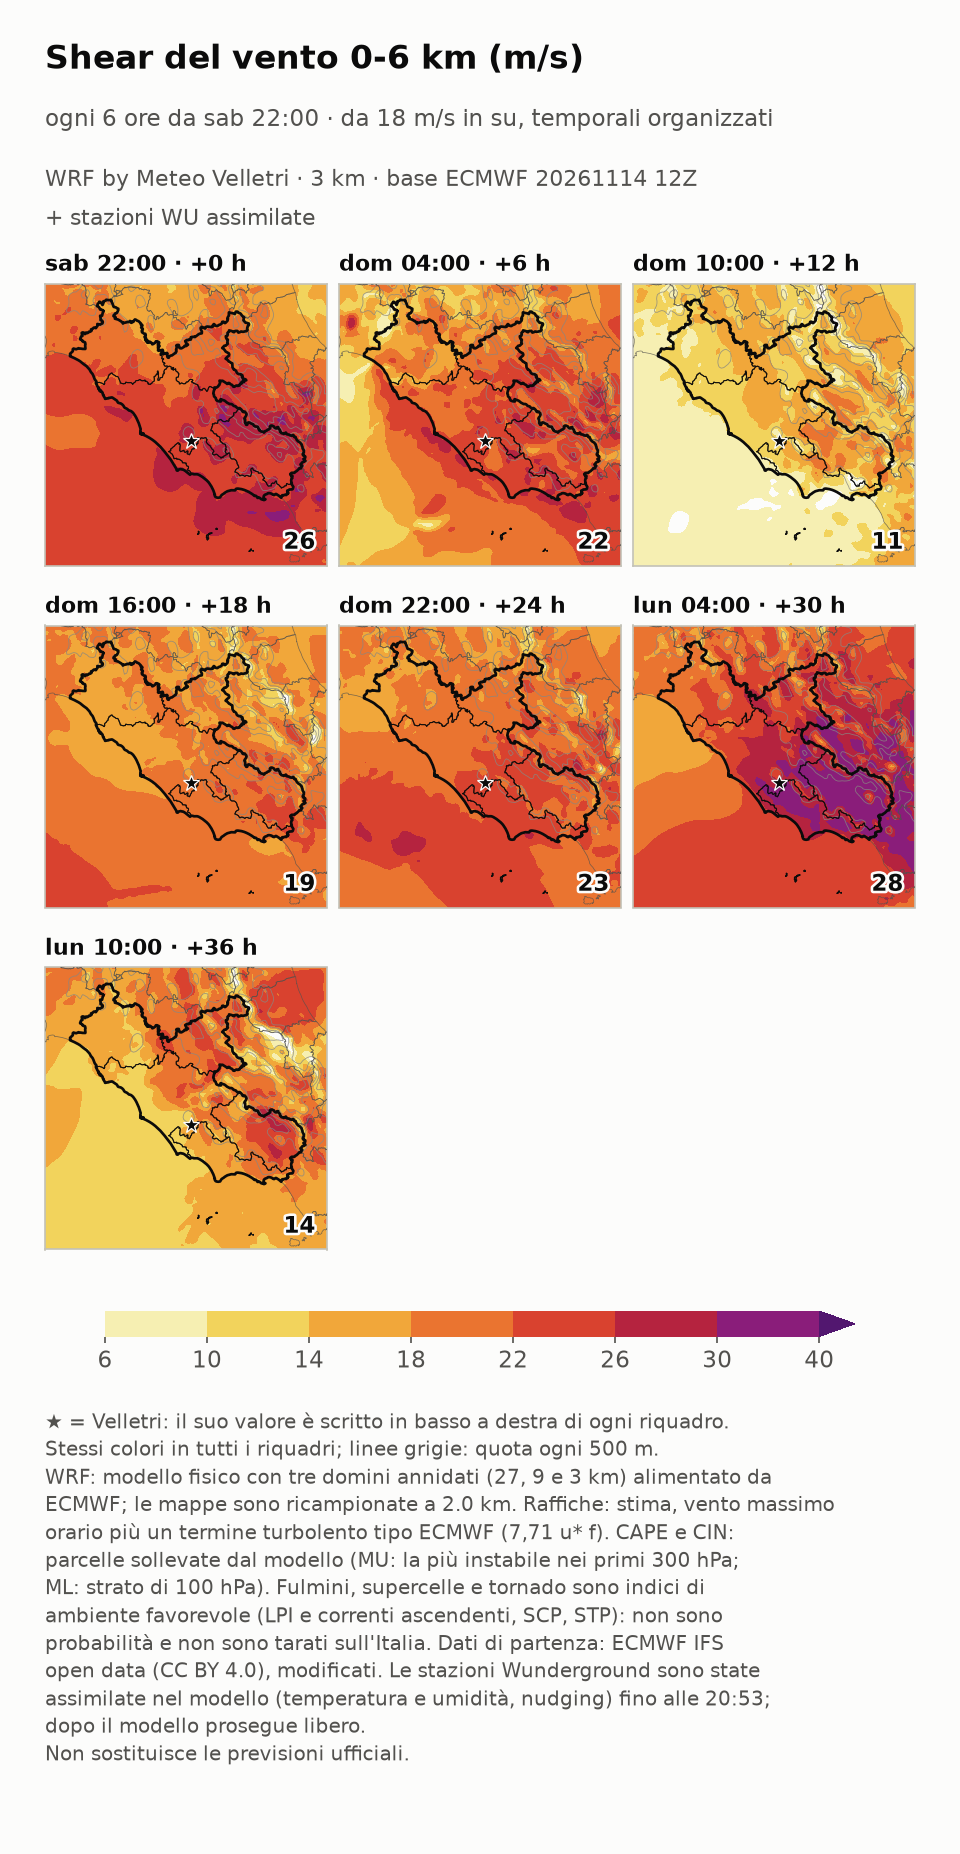 Shear del vento 0-6 km (m/s)
ogni 6 ore da sab 22:00 · da 18 m/s in su, temporali organizzati
WRF by Meteo Velletri · 3 km · base ECMWF 20261114 12Z
+ stazioni WU assimilate
sab 22:00 · +0 h
dom 04:00 · +6 h
dom 10:00 · +12 h
26
22
11
dom 16:00 · +18 h
dom 22:00 · +24 h
lun 04:00 · +30 h
19
23
28
lun 10:00 · +36 h
14
6 10 14 18 22 26 30 40
★ = Velletri: il suo valore è scritto in basso a destra di ogni riquadro.
Stessi colori in tutti i riquadri; linee grigie: quota ogni 500 m.
WRF: modello fisico con tre domini annidati (27, 9 e 3 km) alimentato da
ECMWF; le mappe sono ricampionate a 2.0 km. Raffiche: stima, vento massimo
orario più un termine turbolento tipo ECMWF (7,71 u* f). CAPE e CIN:
parcelle sollevate dal modello (MU: la più instabile nei primi 300 hPa;
ML: strato di 100 hPa). Fulmini, supercelle e tornado sono indici di
ambiente favorevole (LPI e correnti ascendenti, SCP, STP): non sono
probabilità e non sono tarati sull'Italia. Dati di partenza: ECMWF IFS
open data (CC BY 4.0), modificati. Le stazioni Wunderground sono state
assimilate nel modello (temperatura e umidità, nudging) fino alle 20:53;
dopo il modello prosegue libero.
Non sostituisce le previsioni ufficiali.